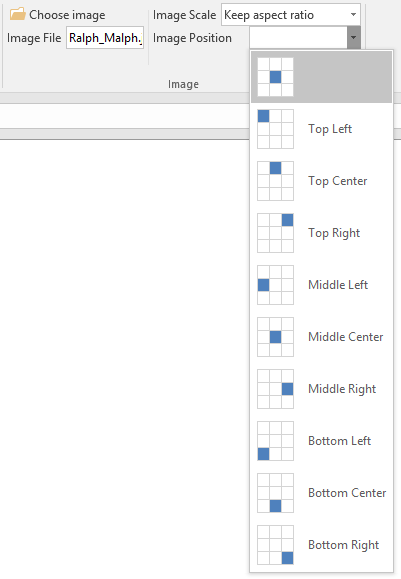 Choose image
Image File Ralph_Malph.
Image Scale Keep aspect ratio
Image Position
Image
Top Left
Top Center
Top Right
Middle Left
Middle Center
Middle Right
Bottom Left
Bottom Center
Bottom Right